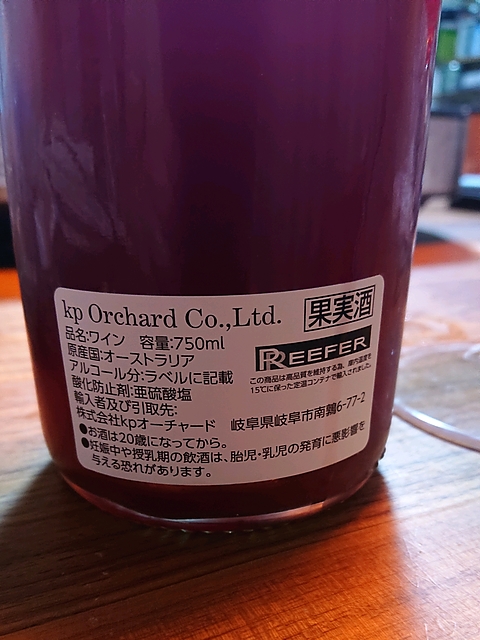 kp Orchard Co.,Ltd.
果実酒
品名:ワイン 容量:750ml
原産国:オーストラリア
アルコール分:ラベルに記載
酸化防止剤:亜硫酸塩
輸入者及び引取先:
株式会社kpオーチャード 岐阜県岐阜市南鶉6-77-2
REEFER
この商品は高品質を維持する為、庫内温度を
15℃に保った定温コンテナで輸入されました。
●お酒は20歳になってから。
●妊娠中や授乳期の飲酒は、胎児・乳児の発育に悪影響を
与える恐れがあります。